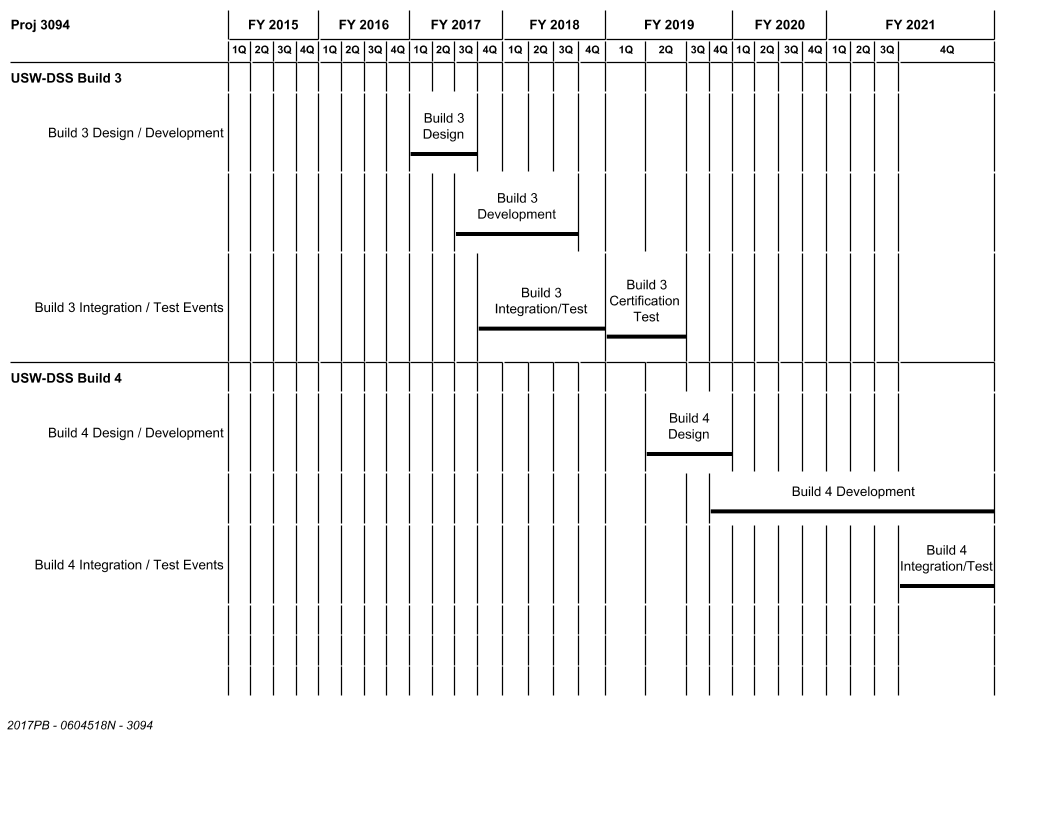 Proj 3094 FY 2015 FY 2016 FY 2017 FY 2018 FY 2019 FY 2020 FY 2021
1Q 2Q 3Q 4Q 1Q 2Q 3Q 4Q 1Q 2Q 3Q 4Q 1Q 2Q 3Q 4Q 1Q 2Q 3Q 4Q 1Q 2Q 3Q 4Q 1Q 2Q 3Q 4Q
USW-DSS Build 3
Build 3 Design / Development
Build 3
Design
Build 3
Development
Build 3 Integration / Test Events
Build 3
Integration/Test
Build 3
Certification
Test
USW-DSS Build 4
Build 4 Design / Development
Build 4
Design
Build 4 Development
Build 4 Integration / Test Events
Build 4
Integration/Test
2017PB - 0604518N - 3094